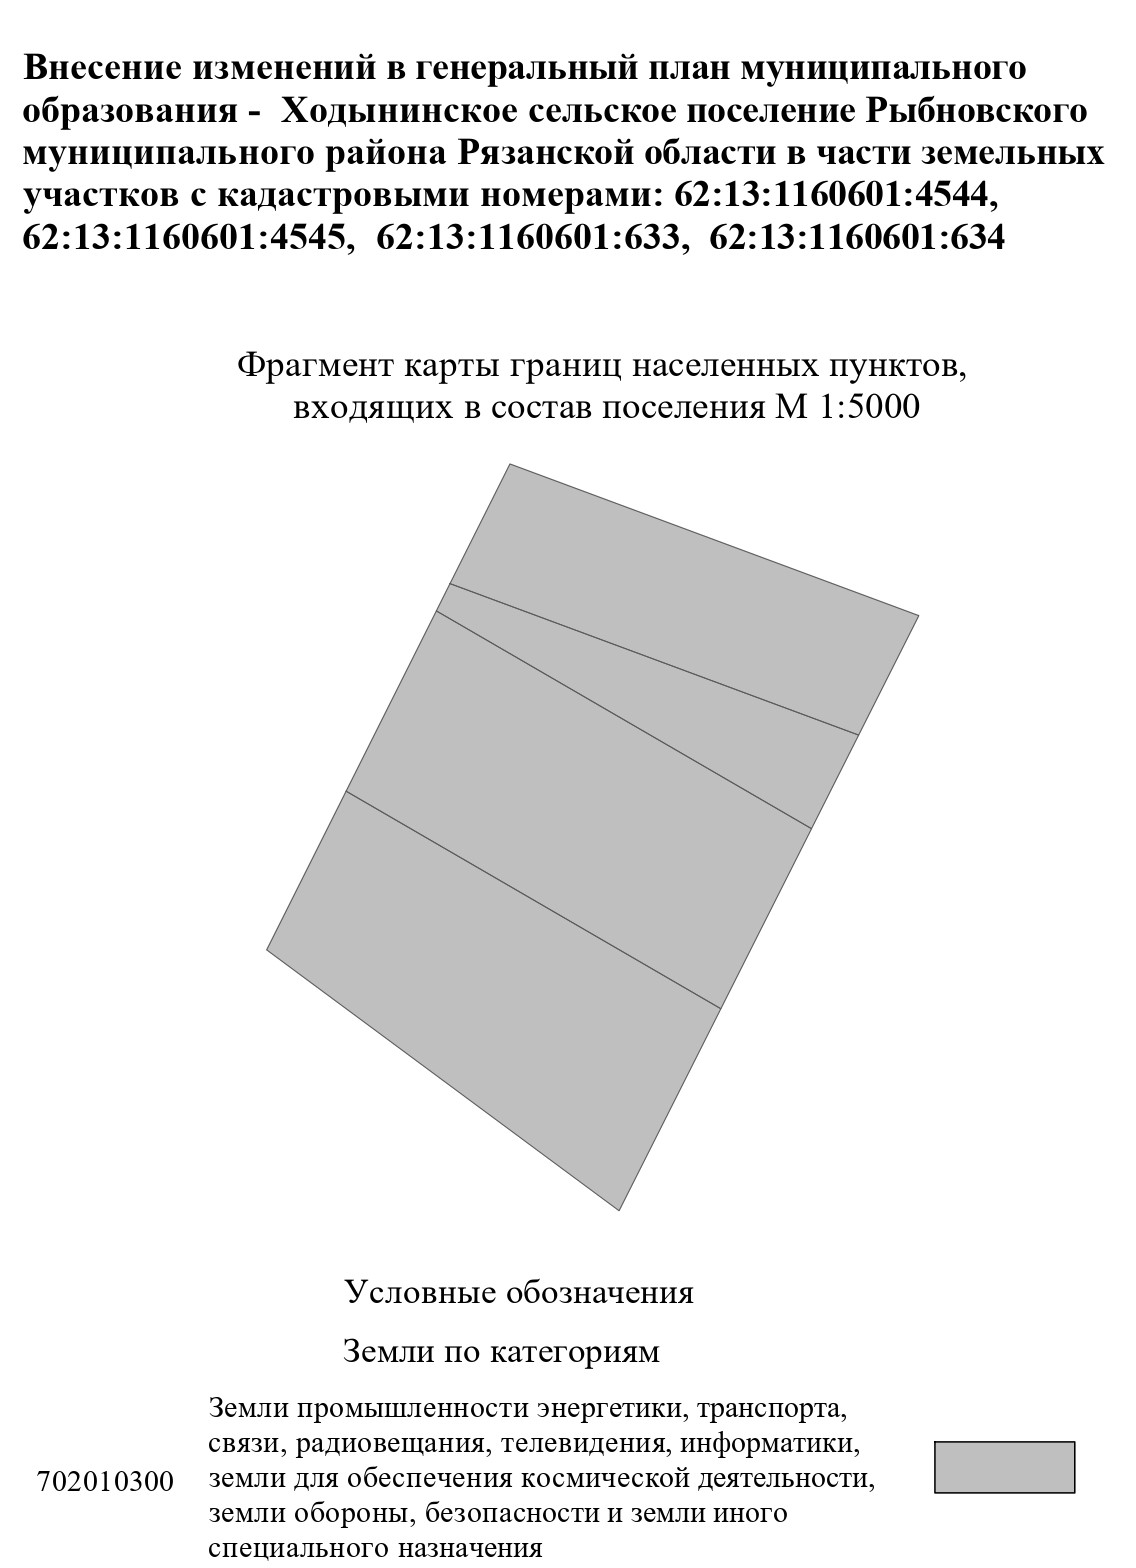 Внесение изменений в генеральный план муниципального
образования - Ходынинское сельское поселение Рыбновского
муниципального района Рязанской области в части земельных
участков с кадастровыми номерами: 62:13:1160601:4544,
62:13:1160601:4545, 62:13:1160601:633, 62:13:1160601:634
Фрагмент карты границ населенных пунктов,
входящих в состав поселения М 1:5000
Условные обозначения
Земли по категориям
702010300
Земли промышленности энергетики, транспорта,
связи, радиовещания, телевидения, информатики,
земли для обеспечения космической деятельности,
земли обороны, безопасности и земли иного
специального назначения